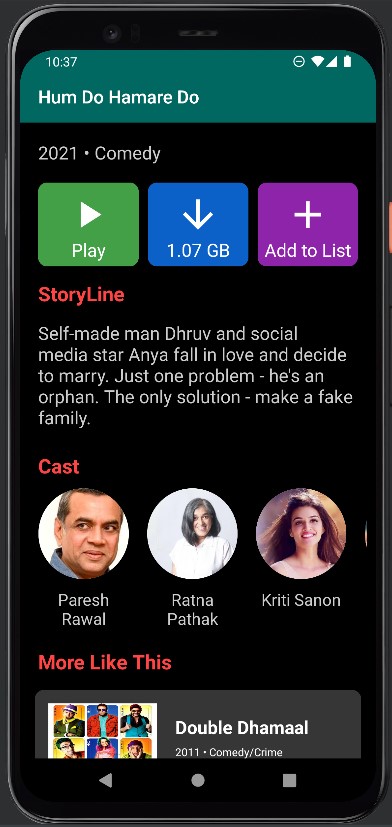 10:37
Hum Do Hamare Do
2021 • Comedy
Play
1.07 GB
Add to List
StoryLine
Self-made man Dhruv and social
media star Anya fall in love and decide
to marry. Just one problem - he's an
orphan. The only solution - make a fake
family.
Cast
Paresh
Rawal
Ratna
Pathak
Kriti Sanon
More Like This
Double Dhamaal
2011 • Comedy/Crime